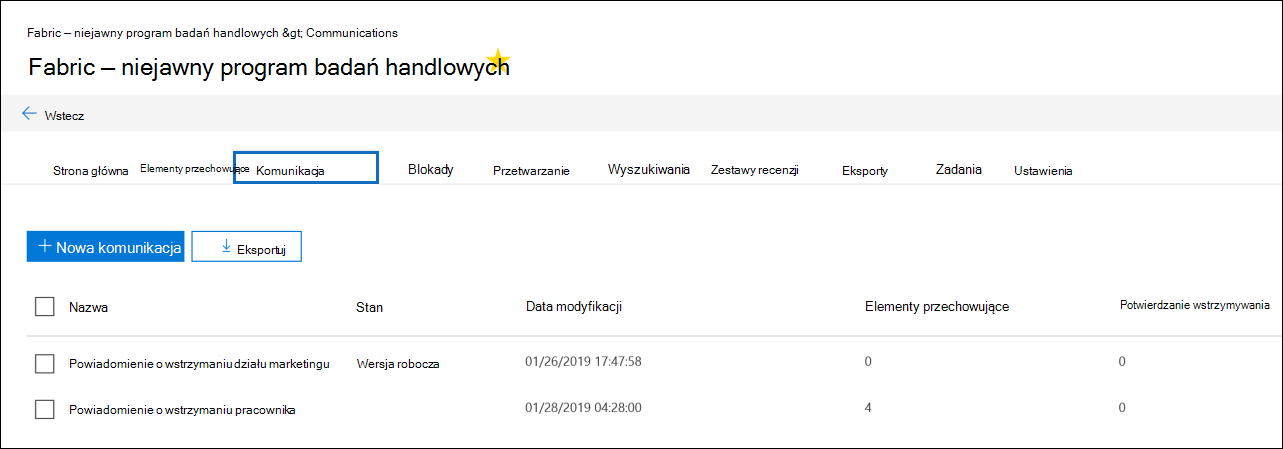 Fabric — niejawny program badań handlowych &gt; Communications
Fabric — niejawny program badań handlowych
Wstecz
Strona główna Elementy przechowujące Komunikacja Blokady Przetwarzanie Wyszukiwania Zestawy recenzji Eksporty Zadania Ustawienia
Nowa komunikacja Eksportuj
Nazwa Stan Data modyfikacji Elementy przechowujące Potwierdzanie wstrzymywania
Powiadomienie o wstrzymaniu działu marketingu Wersja robocza 01/26/2019 17:47:58 0 0
Powiadomienie o wstrzymaniu pracownika 01/28/2019 04:28:00 4 0